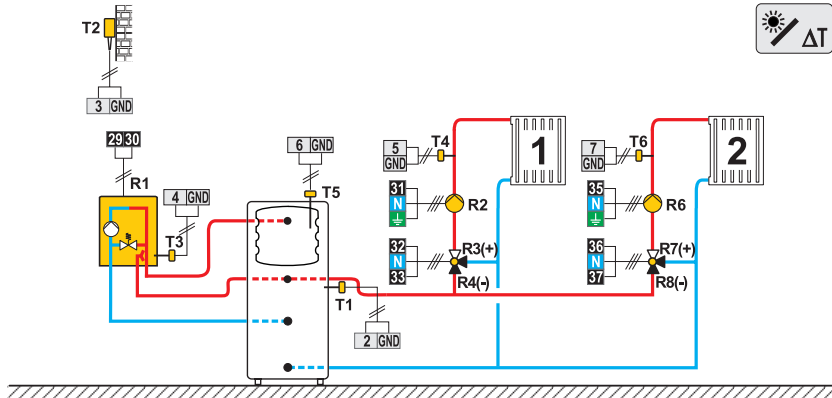 T2
ΔT
3 GND
29 30
R1
4 GND
T3
6 GND
T5
T1
2 GND
5
GND
T4
1
31
N
R2
32
N
33
R3(+)
R4(-)
7
GND
T6
2
35
N
R6
36
N
37
R7(+)
R8(-)